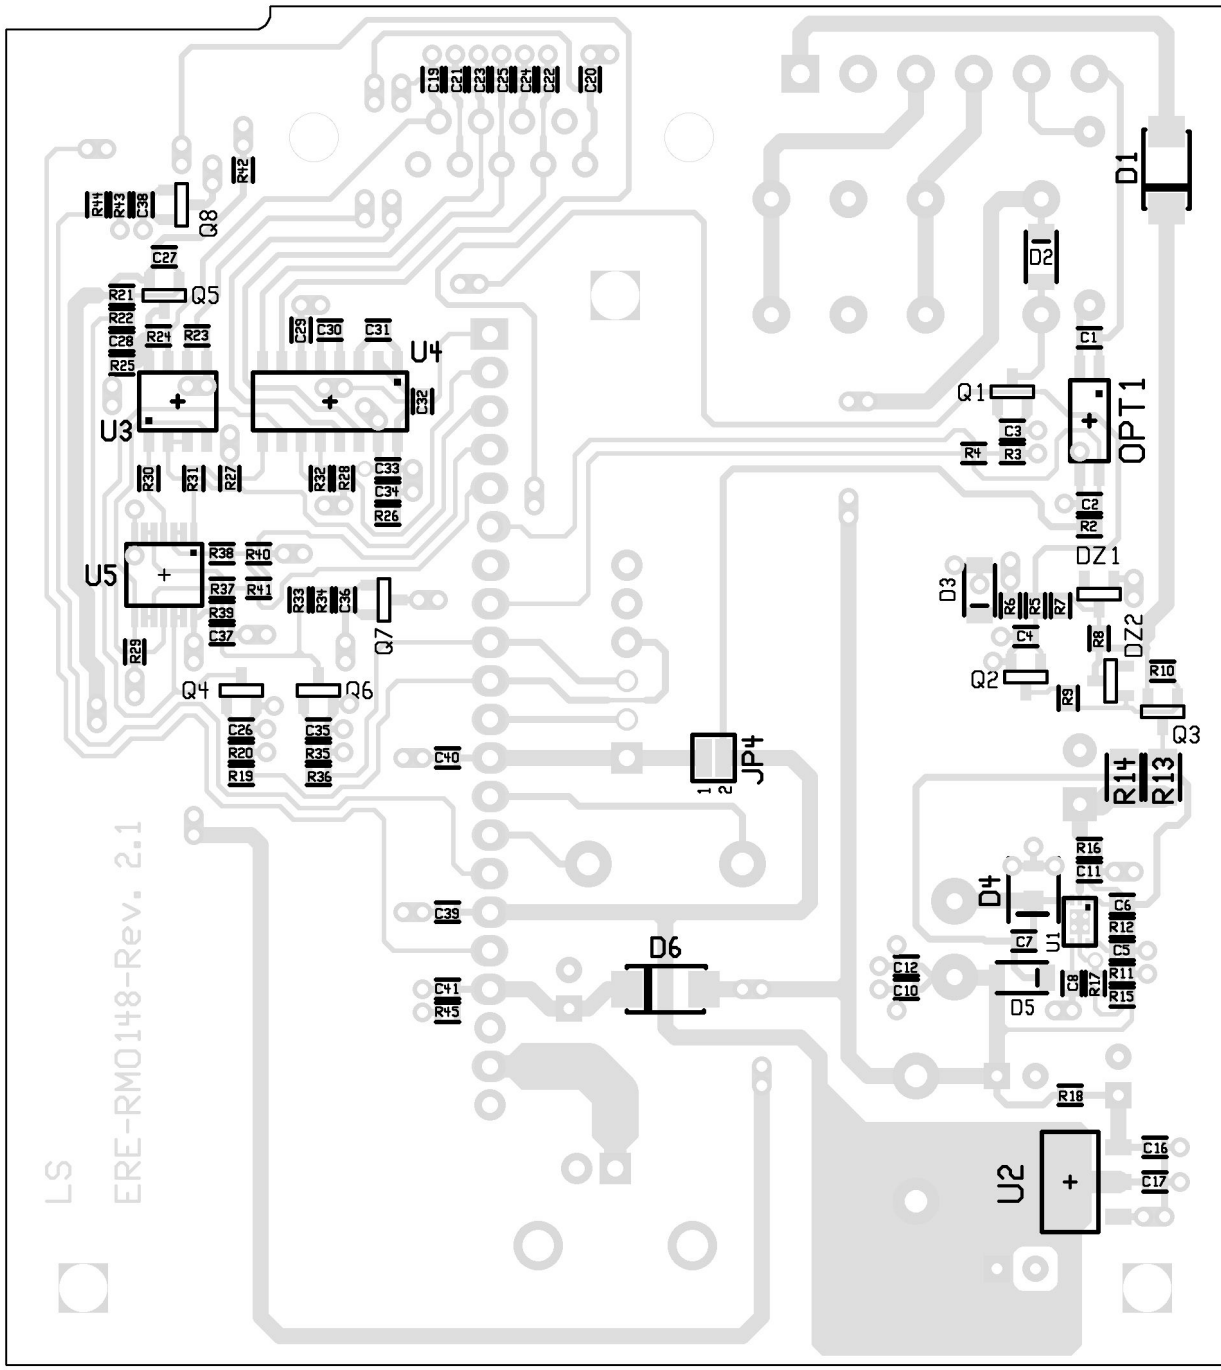 C19 C21 C23 C25 C24 C22 C20
D1
R42
R44 R43 C38
Q8
C27
D2
R21
Q5
R22
C28 R24 R23
R25
C29 C30 C31
U4
C1
C32
Q1
OPT1
U3
C3
R4 R3
R30 R31 R27 R32 R28
C33
C34
R26
C2
R2
R38 R40
DZ1
U5
R37 R41
R39
C37
R33 R34 C36
Q7
D3
R6 R5 R7
C4
R8
DZ2
R29
Q4
Q6
Q2
R9
R10
Q3
C26
R20
R19
C35
R35
R36
C40
JP4
1 2
R14 R13
R16
C11
D4
C6
R12
C39
C7
U1
C5
R11
R15
D6
C12
C10
D5
C8 R17
C41
R45
R18
U2
C16
C17
LS
ERE-RM0148-Rev. 2.1